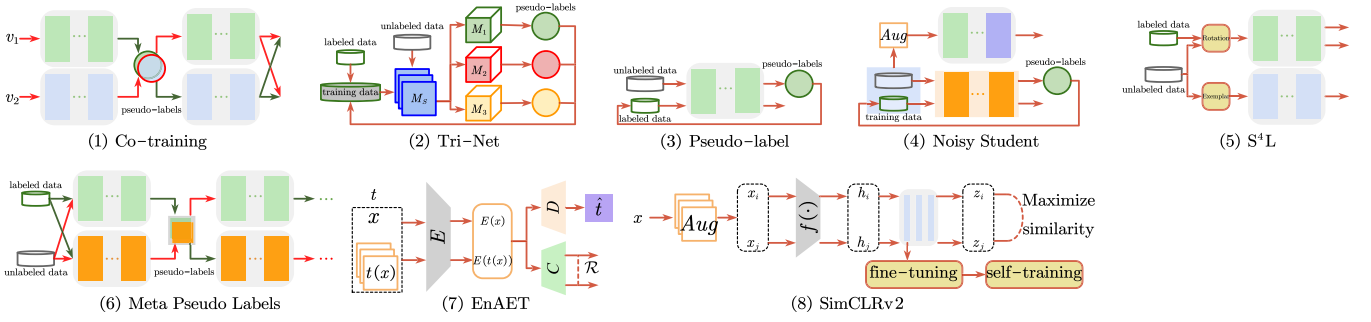 v1
v2
pseudo-labels
(1) Co-training
labeled data
unlabeled data
training data
MS
M1
M2
M3
pseudo-labels
(2) Tri-Net
unlabeled data
labeled data
pseudo-labels
(3) Pseudo-label
Aug
training data
pseudo-labels
(4) Noisy Student
labeled data
unlabeled data
Rotation
Exemplar
(5) S⁴L
labeled data
unlabeled data
pseudo-labels
(6) Meta Pseudo Labels
t
x
t(x)
E
E(x)
E(t(x))
D
t̂
C
R
(7) EnAET
x
Aug
xi
xj
f(·)
hi
hj
zi
zj
Maximize
similarity
fine-tuning
self-training
(8) SimCLRv2